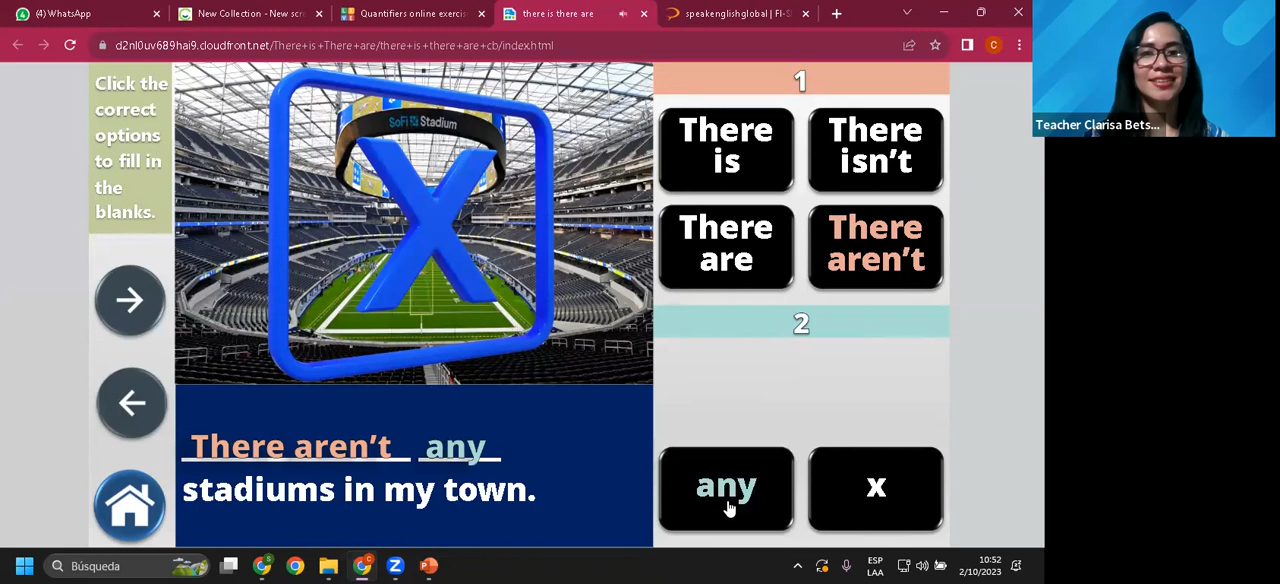 (4) WhatsApp
New Collection - New scr
Quantifiers online exercis
there is there are
speakenglishglobal | FI-S
d2nl0uv689hai9.cloudfront.net/There+is+There+are/there+is+there+are+cb/index.html
C
Click the
correct
options
to fill in
the
blanks.
SoFi Stadium
X
There aren't any
stadiums in my town.
1
There
is
There
isn't
There
are
There
aren't
2
any
x
Teacher Clarisa Bets...
Búsqueda
ESP
LAA
10:52
2/10/2023